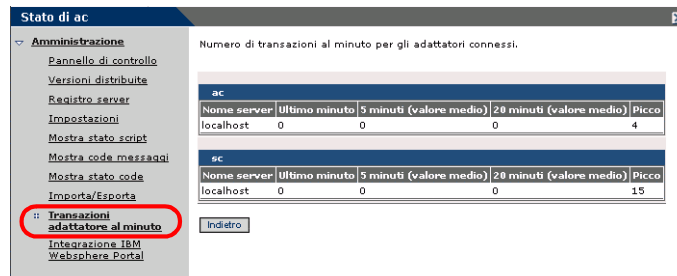 Stato di ac
Amministrazione
Pannello di controllo
Versioni distribuite
Registro server
Impostazioni
Mostra stato script
Mostra code messaggi
Mostra stato code
Importa/Esporta
Transazioni
adattatore al minuto
Integrazione IBM
Websphere Portal
Numero di transazioni al minuto per gli adattatori connessi.
ac
Nome server Ultimo minuto 5 minuti (valore medio) 20 minuti (valore medio) Picco
localhost 0 0 0 4
sc
Nome server Ultimo minuto 5 minuti (valore medio) 20 minuti (valore medio) Picco
localhost 0 0 0 15
Indietro